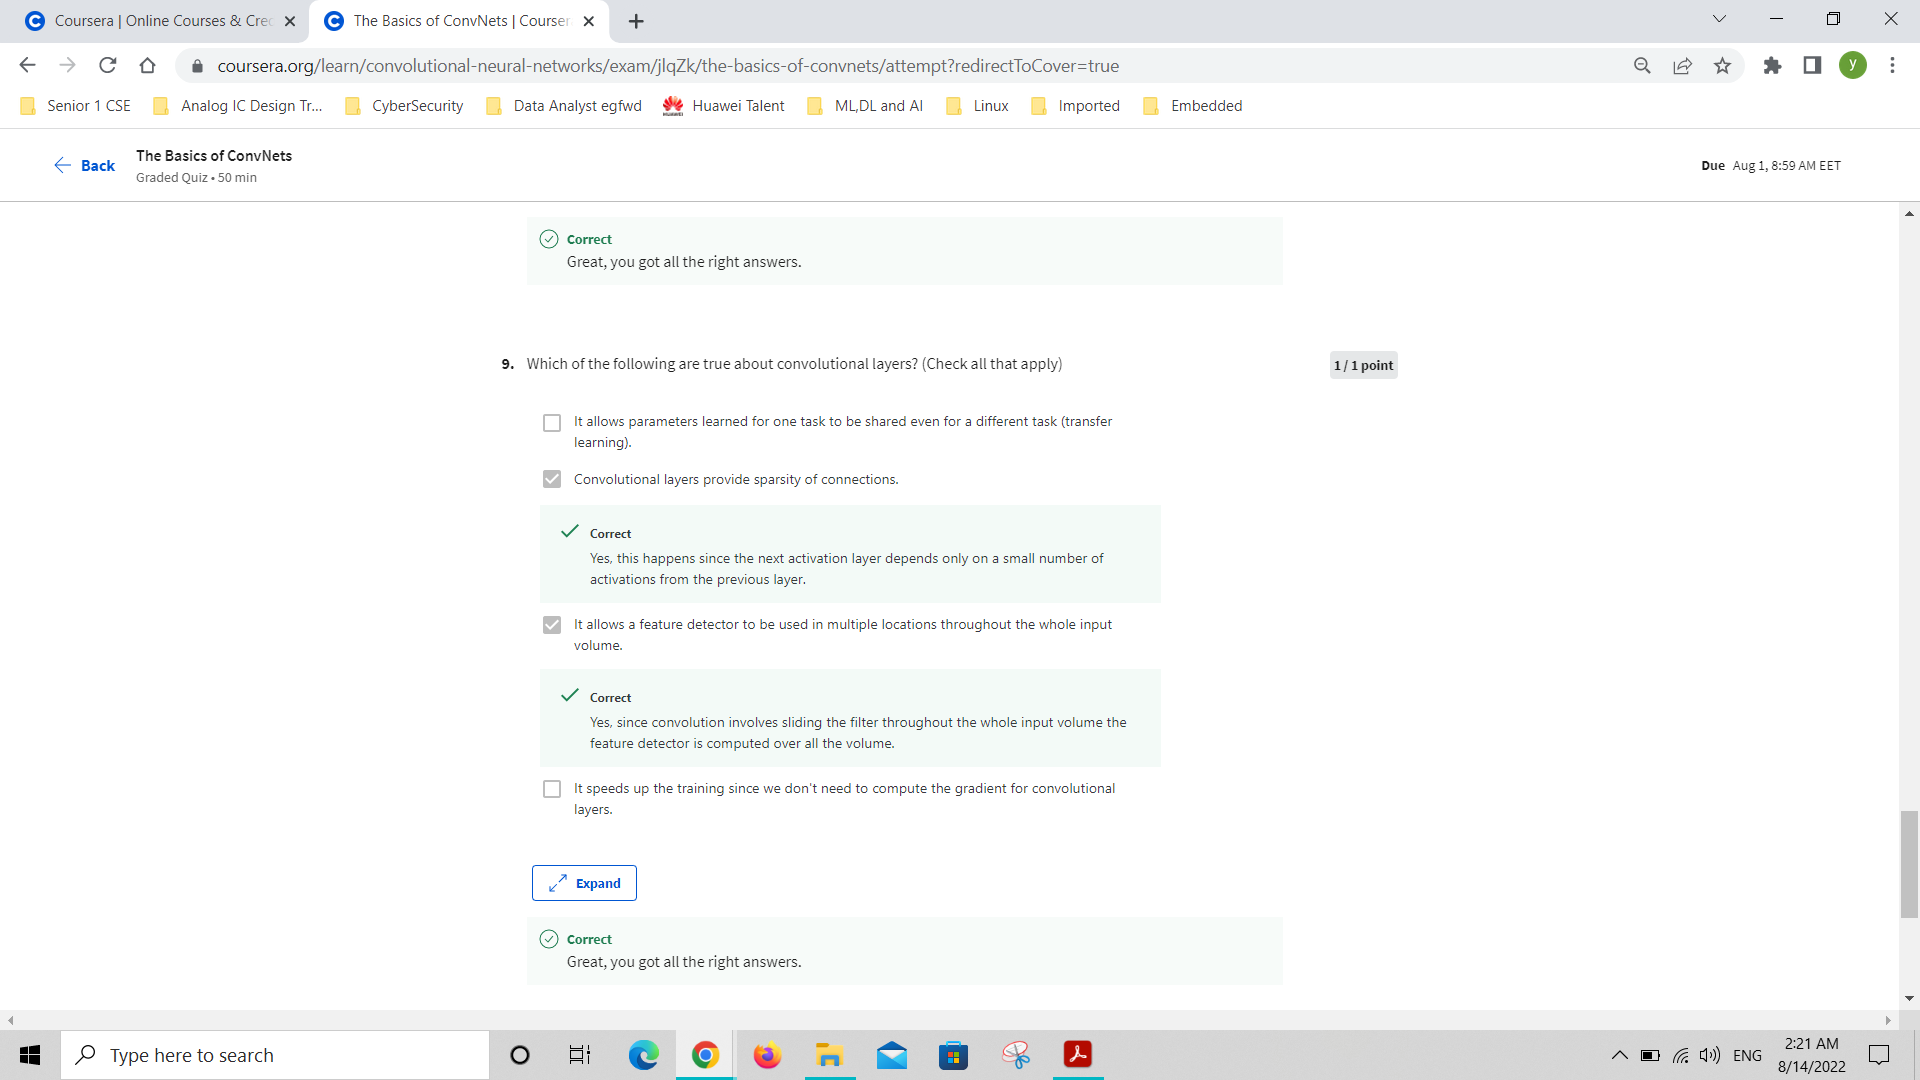 Coursera | Online Courses & Cre
The Basics of ConvNets | Courser
coursera.org/learn/convolutional-neural-networks/exam/jlqZk/the-basics-of-convnets/attempt?redirectToCover=true
y
Senior 1 CSE
Analog IC Design Tr...
CyberSecurity
Data Analyst egfwd
Huawei Talent
ML,DL and AI
Linux
Imported
Embedded
Back
The Basics of ConvNets
Graded Quiz • 50 min
Due Aug 1, 8:59 AM EET
Correct
Great, you got all the right answers.
9. Which of the following are true about convolutional layers? (Check all that apply)
1 / 1 point
It allows parameters learned for one task to be shared even for a different task (transfer
learning).
Convolutional layers provide sparsity of connections.
Correct
Yes, this happens since the next activation layer depends only on a small number of
activations from the previous layer.
It allows a feature detector to be used in multiple locations throughout the whole input
volume.
Correct
Yes, since convolution involves sliding the filter throughout the whole input volume the
feature detector is computed over all the volume.
It speeds up the training since we don't need to compute the gradient for convolutional
layers.
Expand
Correct
Great, you got all the right answers.
Type here to search
ENG
2:21 AM
8/14/2022